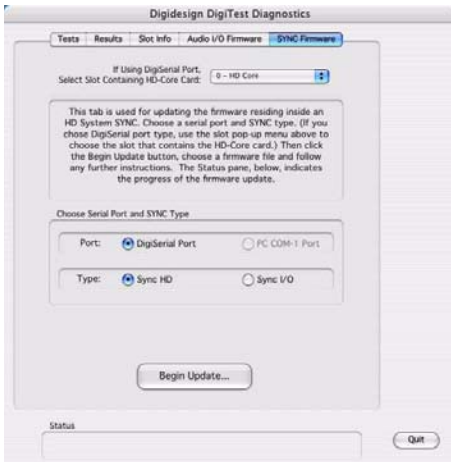 Digidesign DigiTest Diagnostics
Tests Results Slot Info Audio I/O Firmware SYNC Firmware
If Using DigiSerial Port,
Select Slot Containing HD-Core Card:
0 - HD Core
This tab is used for updating the firmware residing inside an
HD System SYNC. Choose a serial port and SYNC type. (If you
chose DigiSerial port type, use the slot pop-up menu above to
choose the slot that contains the HD-Core card.) Then click
the Begin Update button, choose a firmware file and follow
any further instructions. The Status pane, below, indicates
the progress of the firmware update.
Choose Serial Port and SYNC Type
Port: DigiSerial Port PC COM-1 Port
Type: Sync HD Sync I/O
Begin Update...
Status
Quit